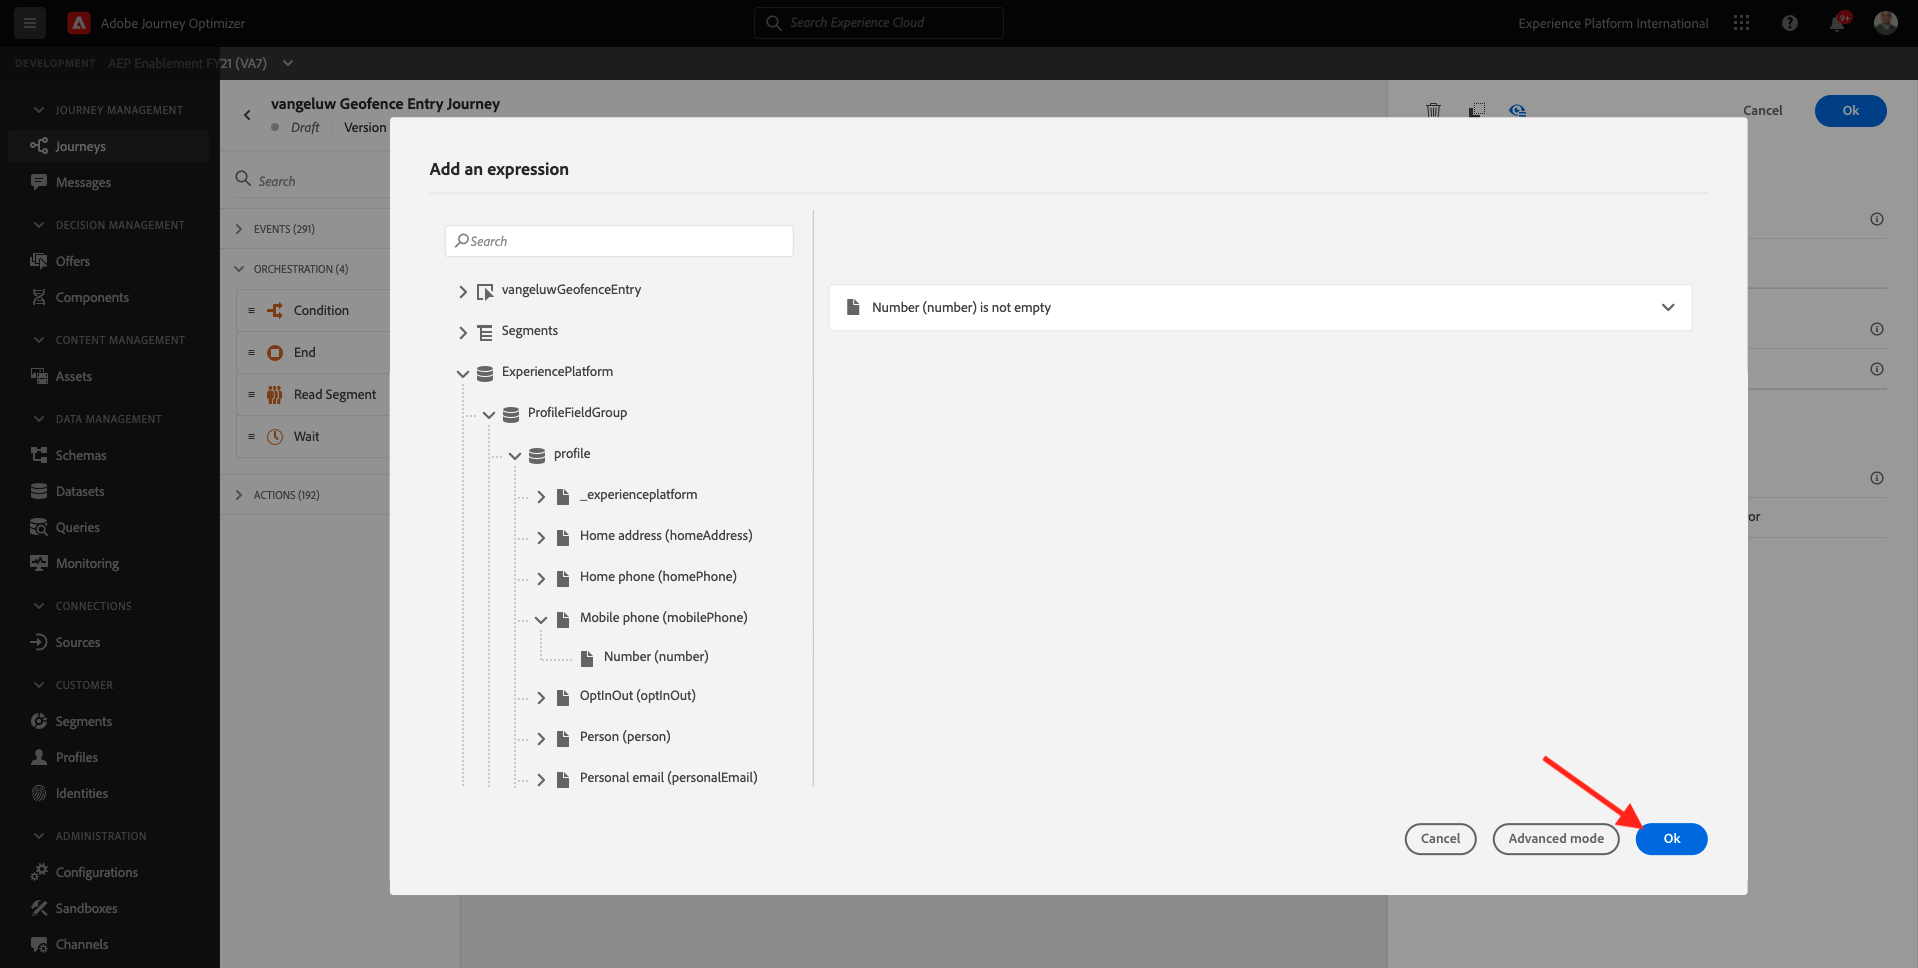 Adobe Journey Optimizer
Search Experience Cloud
Experience Platform International
9+
DEVELOPMENT AEP Enablement FY21 (VA7)
JOURNEY MANAGEMENT
Journeys
Messages
DECISION MANAGEMENT
Offers
Components
CONTENT MANAGEMENT
Assets
DATA MANAGEMENT
Schemas
Datasets
Queries
Monitoring
CONNECTIONS
Sources
CUSTOMER
Segments
Profiles
Identities
ADMINISTRATION
Configurations
Sandboxes
Channels
vangeluw Geofence Entry Journey
Draft Version
Search
EVENTS (291)
ORCHESTRATION (4)
Condition
End
Read Segment
Wait
ACTIONS (192)
Cancel Ok
or
Add an expression
Search
vangeluwGeofenceEntry
Segments
ExperiencePlatform
ProfileFieldGroup
profile
_experienceplatform
Home address (homeAddress)
Home phone (homePhone)
Mobile phone (mobilePhone)
Number (number)
OptInOut (optInOut)
Person (person)
Personal email (personalEmail)
Number (number) is not empty
Cancel Advanced mode Ok